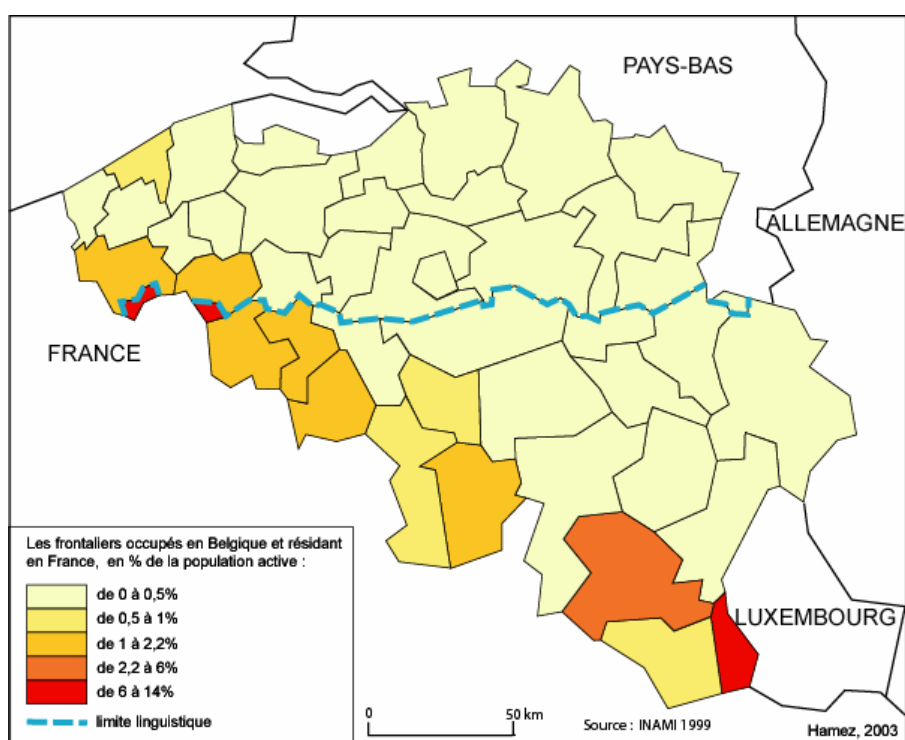 PAYS-BAS
ALLEMAGNE
FRANCE
LUXEMBOURG
Les frontaliers occupés en Belgique et résidant
en France, en % de la population active :
de 0 à 0,5%
de 0,5 à 1%
de 1 à 2,2%
de 2,2 à 6%
de 6 à 14%
limite linguistique
0 50 km
Source : INAMI 1999
Hamez, 2003